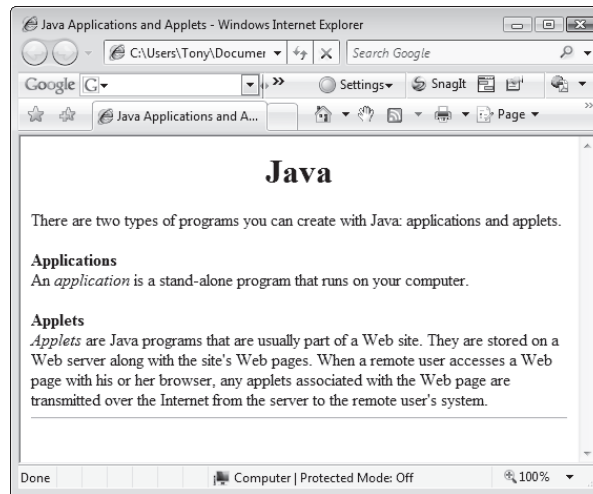 Java Applications and Applets - Windows Internet Explorer
C:\Users\Tony\Documer
Search Google
Google G
Settings
SnagIt
Java Applications and A...
Page
Java
There are two types of programs you can create with Java: applications and applets.
Applications
An application is a stand-alone program that runs on your computer.
Applets
Applets are Java programs that are usually part of a Web site. They are stored on a
Web server along with the site's Web pages. When a remote user accesses a Web
page with his or her browser, any applets associated with the Web page are
transmitted over the Internet from the server to the remote user's system.
Done
Computer | Protected Mode: Off
100%